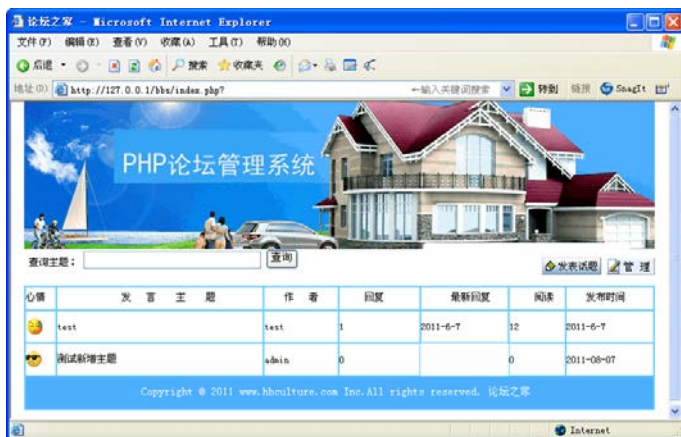 论坛之家 - Microsoft Internet Explorer
文件(F) 编辑(E) 查看(V) 收藏(A) 工具(T) 帮助(H)
后退 搜索 收藏夹
地址(D) http://127.0.0.1/bbs/index.php? ←输入关键词搜索 转到 链接 SnagIt
PHP论坛管理系统
查询主题： 查询 发表话题 管 理
心情 发 言 主 题 作 者 回复 最新回复 阅读 发布时间
test test 1 2011-6-7 12 2011-6-7
测试新增主题 admin 0 0 2011-08-07
Copyright © 2011 www.hbculture.com Inc.All rights reserved. 论坛之家
Internet